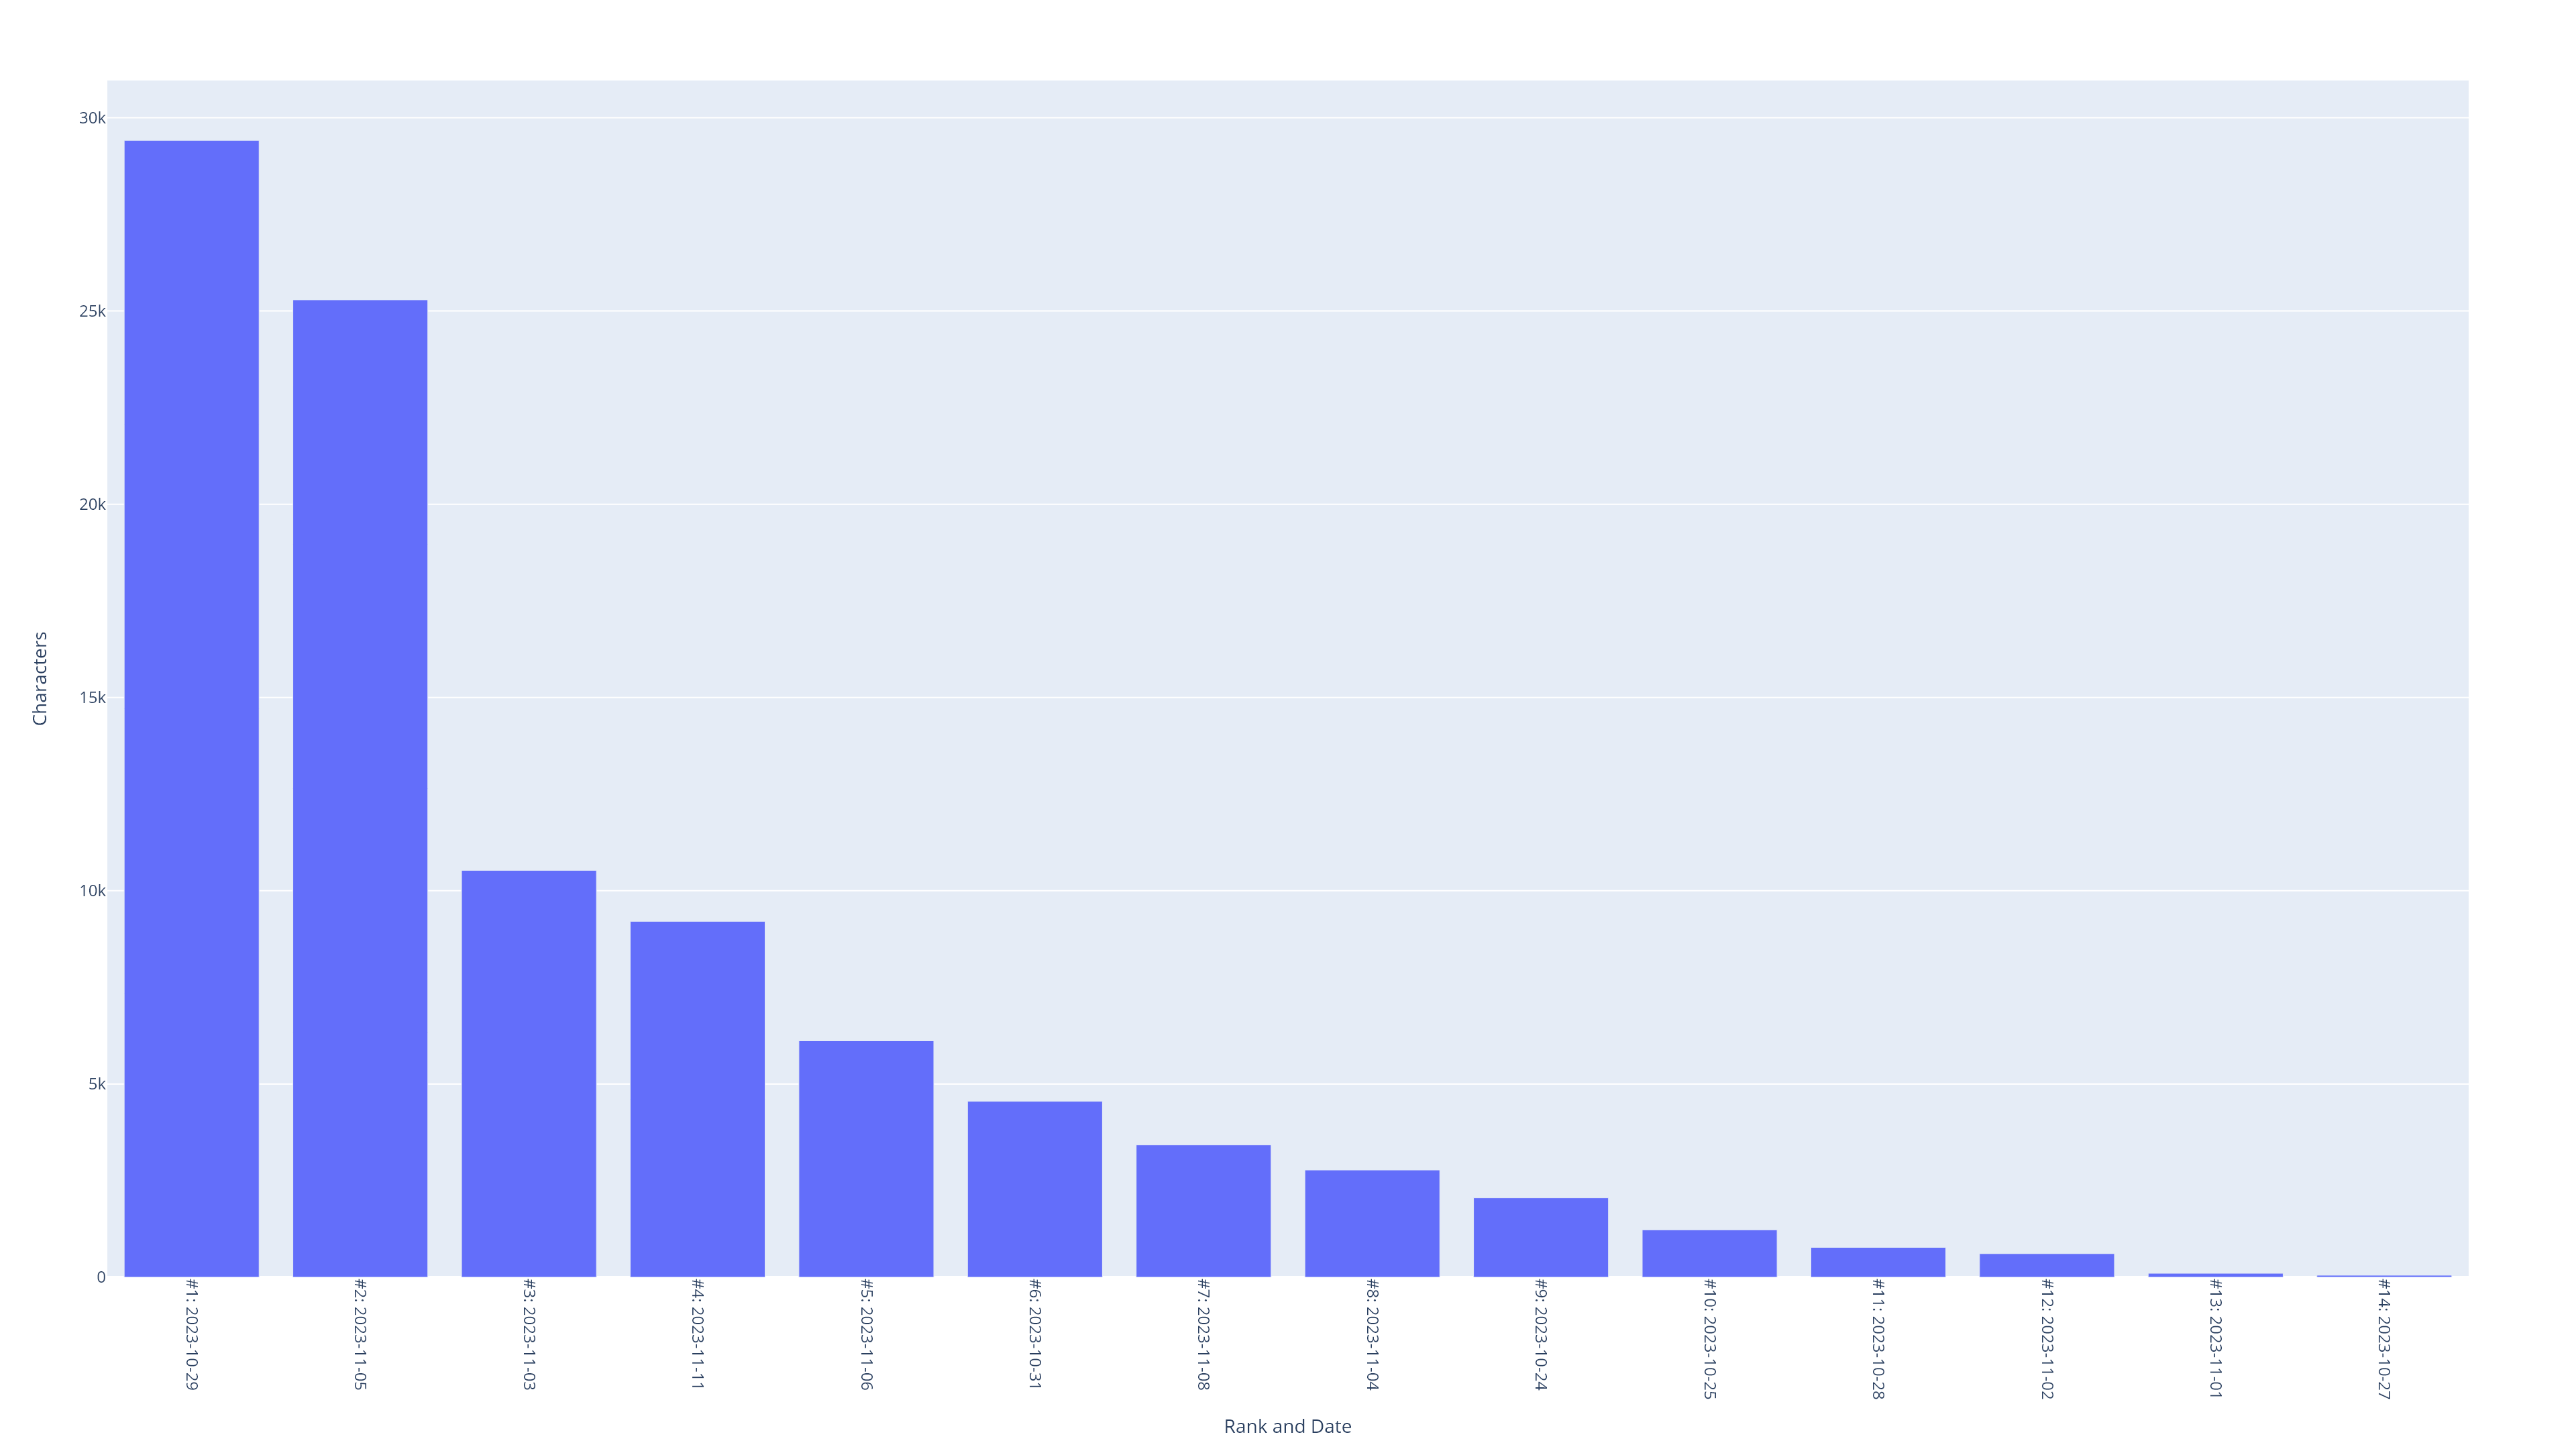 30k
25k
20k
15k
10k
5k
0
Characters
#1: 2023-10-29
#2: 2023-11-05
#3: 2023-11-03
#4: 2023-11-11
#5: 2023-11-06
#6: 2023-10-31
#7: 2023-11-08
#8: 2023-11-04
#9: 2023-10-24
#10: 2023-10-25
#11: 2023-10-28
#12: 2023-11-02
#13: 2023-11-01
#14: 2023-10-27
Rank and Date